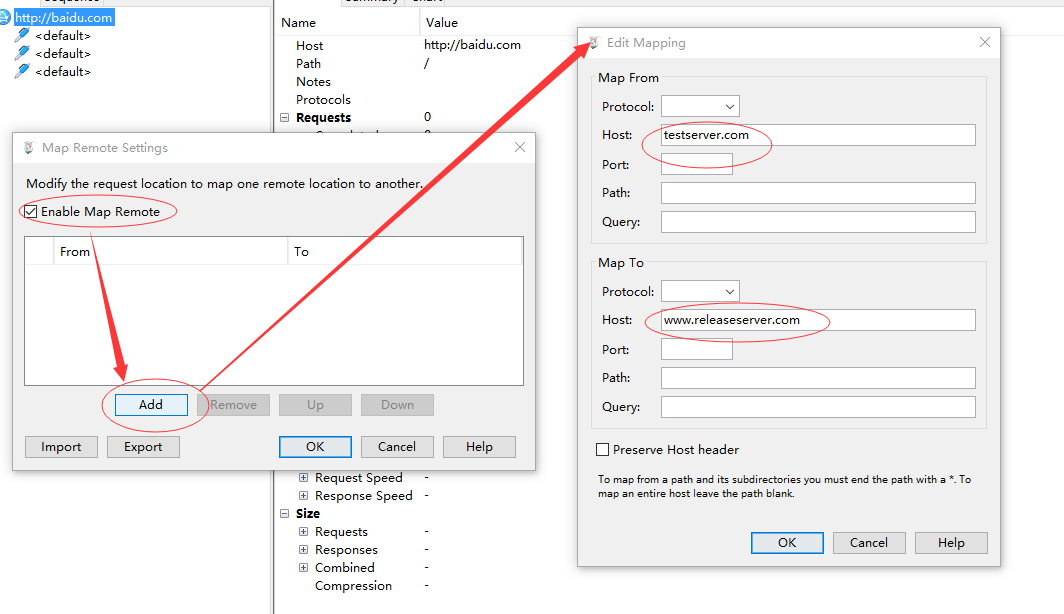 Sequence
Summary Chart
http://baidu.com
<default>
<default>
<default>
Name Value
Host http://baidu.com
Path /
Notes
Protocols
Requests 0
Map Remote Settings
Modify the request location to map one remote location to another.
Enable Map Remote
From To
Add Remove Up Down
Import Export OK Cancel Help
Request Speed -
Response Speed -
Size
Requests -
Responses -
Combined -
Compression -
Edit Mapping
Map From
Protocol:
Host: testserver.com
Port:
Path:
Query:
Map To
Protocol:
Host: www.releaseserver.com
Port:
Path:
Query:
Preserve Host header
To map from a path and its subdirectories you must end the path with a *. To
map an entire host leave the path blank.
OK Cancel Help